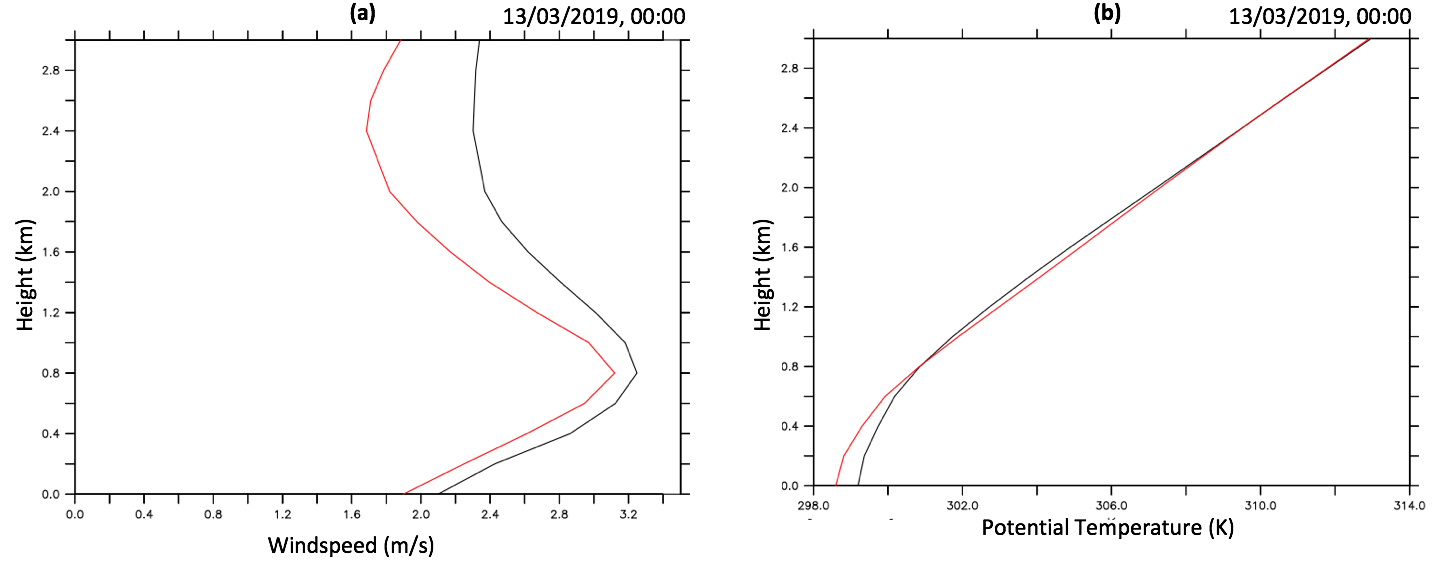 (a)
13/03/2019, 00:00
2.8
2.4
2.0
1.6
1.2
0.8
0.4
0.0
Height (km)
0.0 0.4 0.8 1.2 1.6 2.0 2.4 2.8 3.2
Windspeed (m/s)
(b)
13/03/2019, 00:00
2.8
2.4
2.0
1.6
1.2
0.8
0.4
0.0
Height (km)
298.0 302.0 306.0 310.0 314.0
Potential Temperature (K)